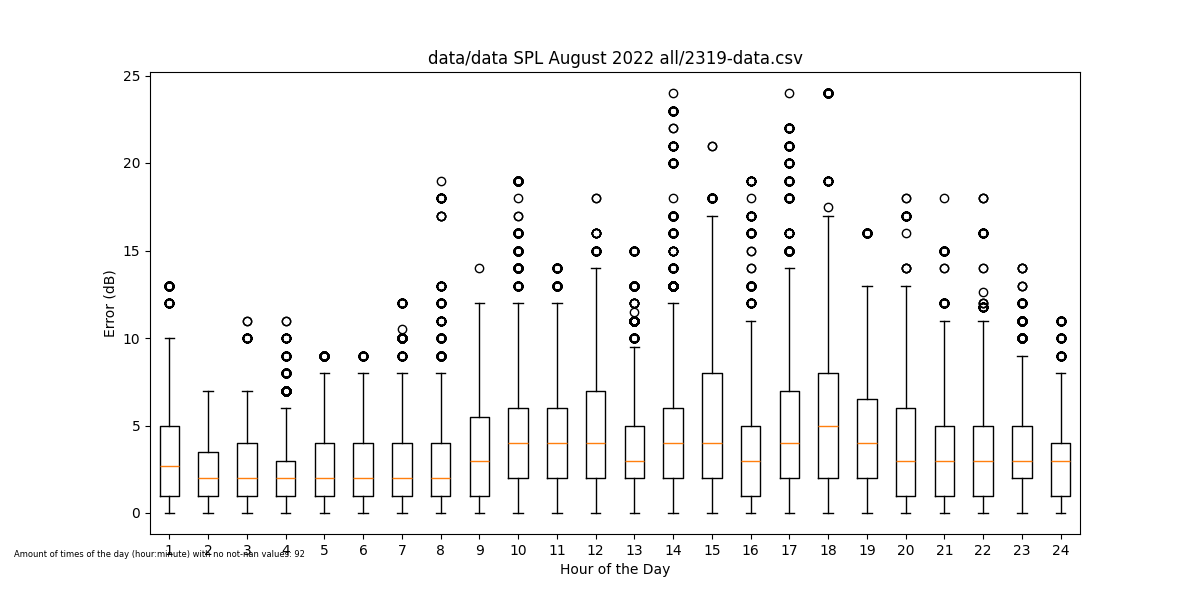 data/data SPL August 2022 all/2319-data.csv
25
20
15
10
5
0
Error (dB)
1 2 3 4 5 6 7 8 9 10 11 12 13 14 15 16 17 18 19 20 21 22 23 24
Amount of times of the day (hour:minute) with no not-nan values: 92
Hour of the Day